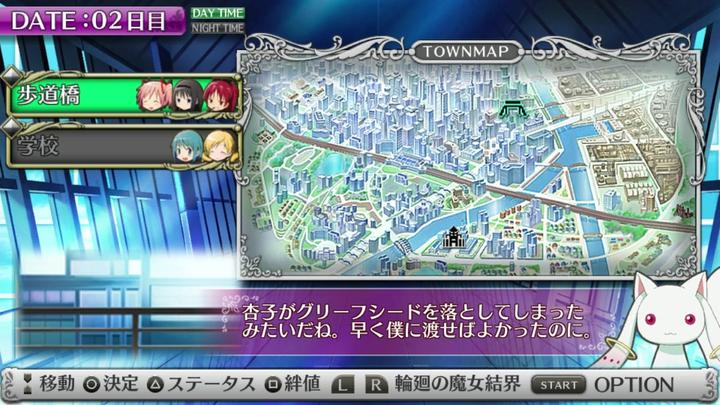 DATE:02日目
DAY TIME
NIGHT TIME
TOWNMAP
歩道橋
学校
杏子がグリーフシードを落としてしまった
みたいだね。早く僕に渡せばよかったのに。
移動 決定 ステータス 絆値 L R 輪廻の魔女結界 START OPTION